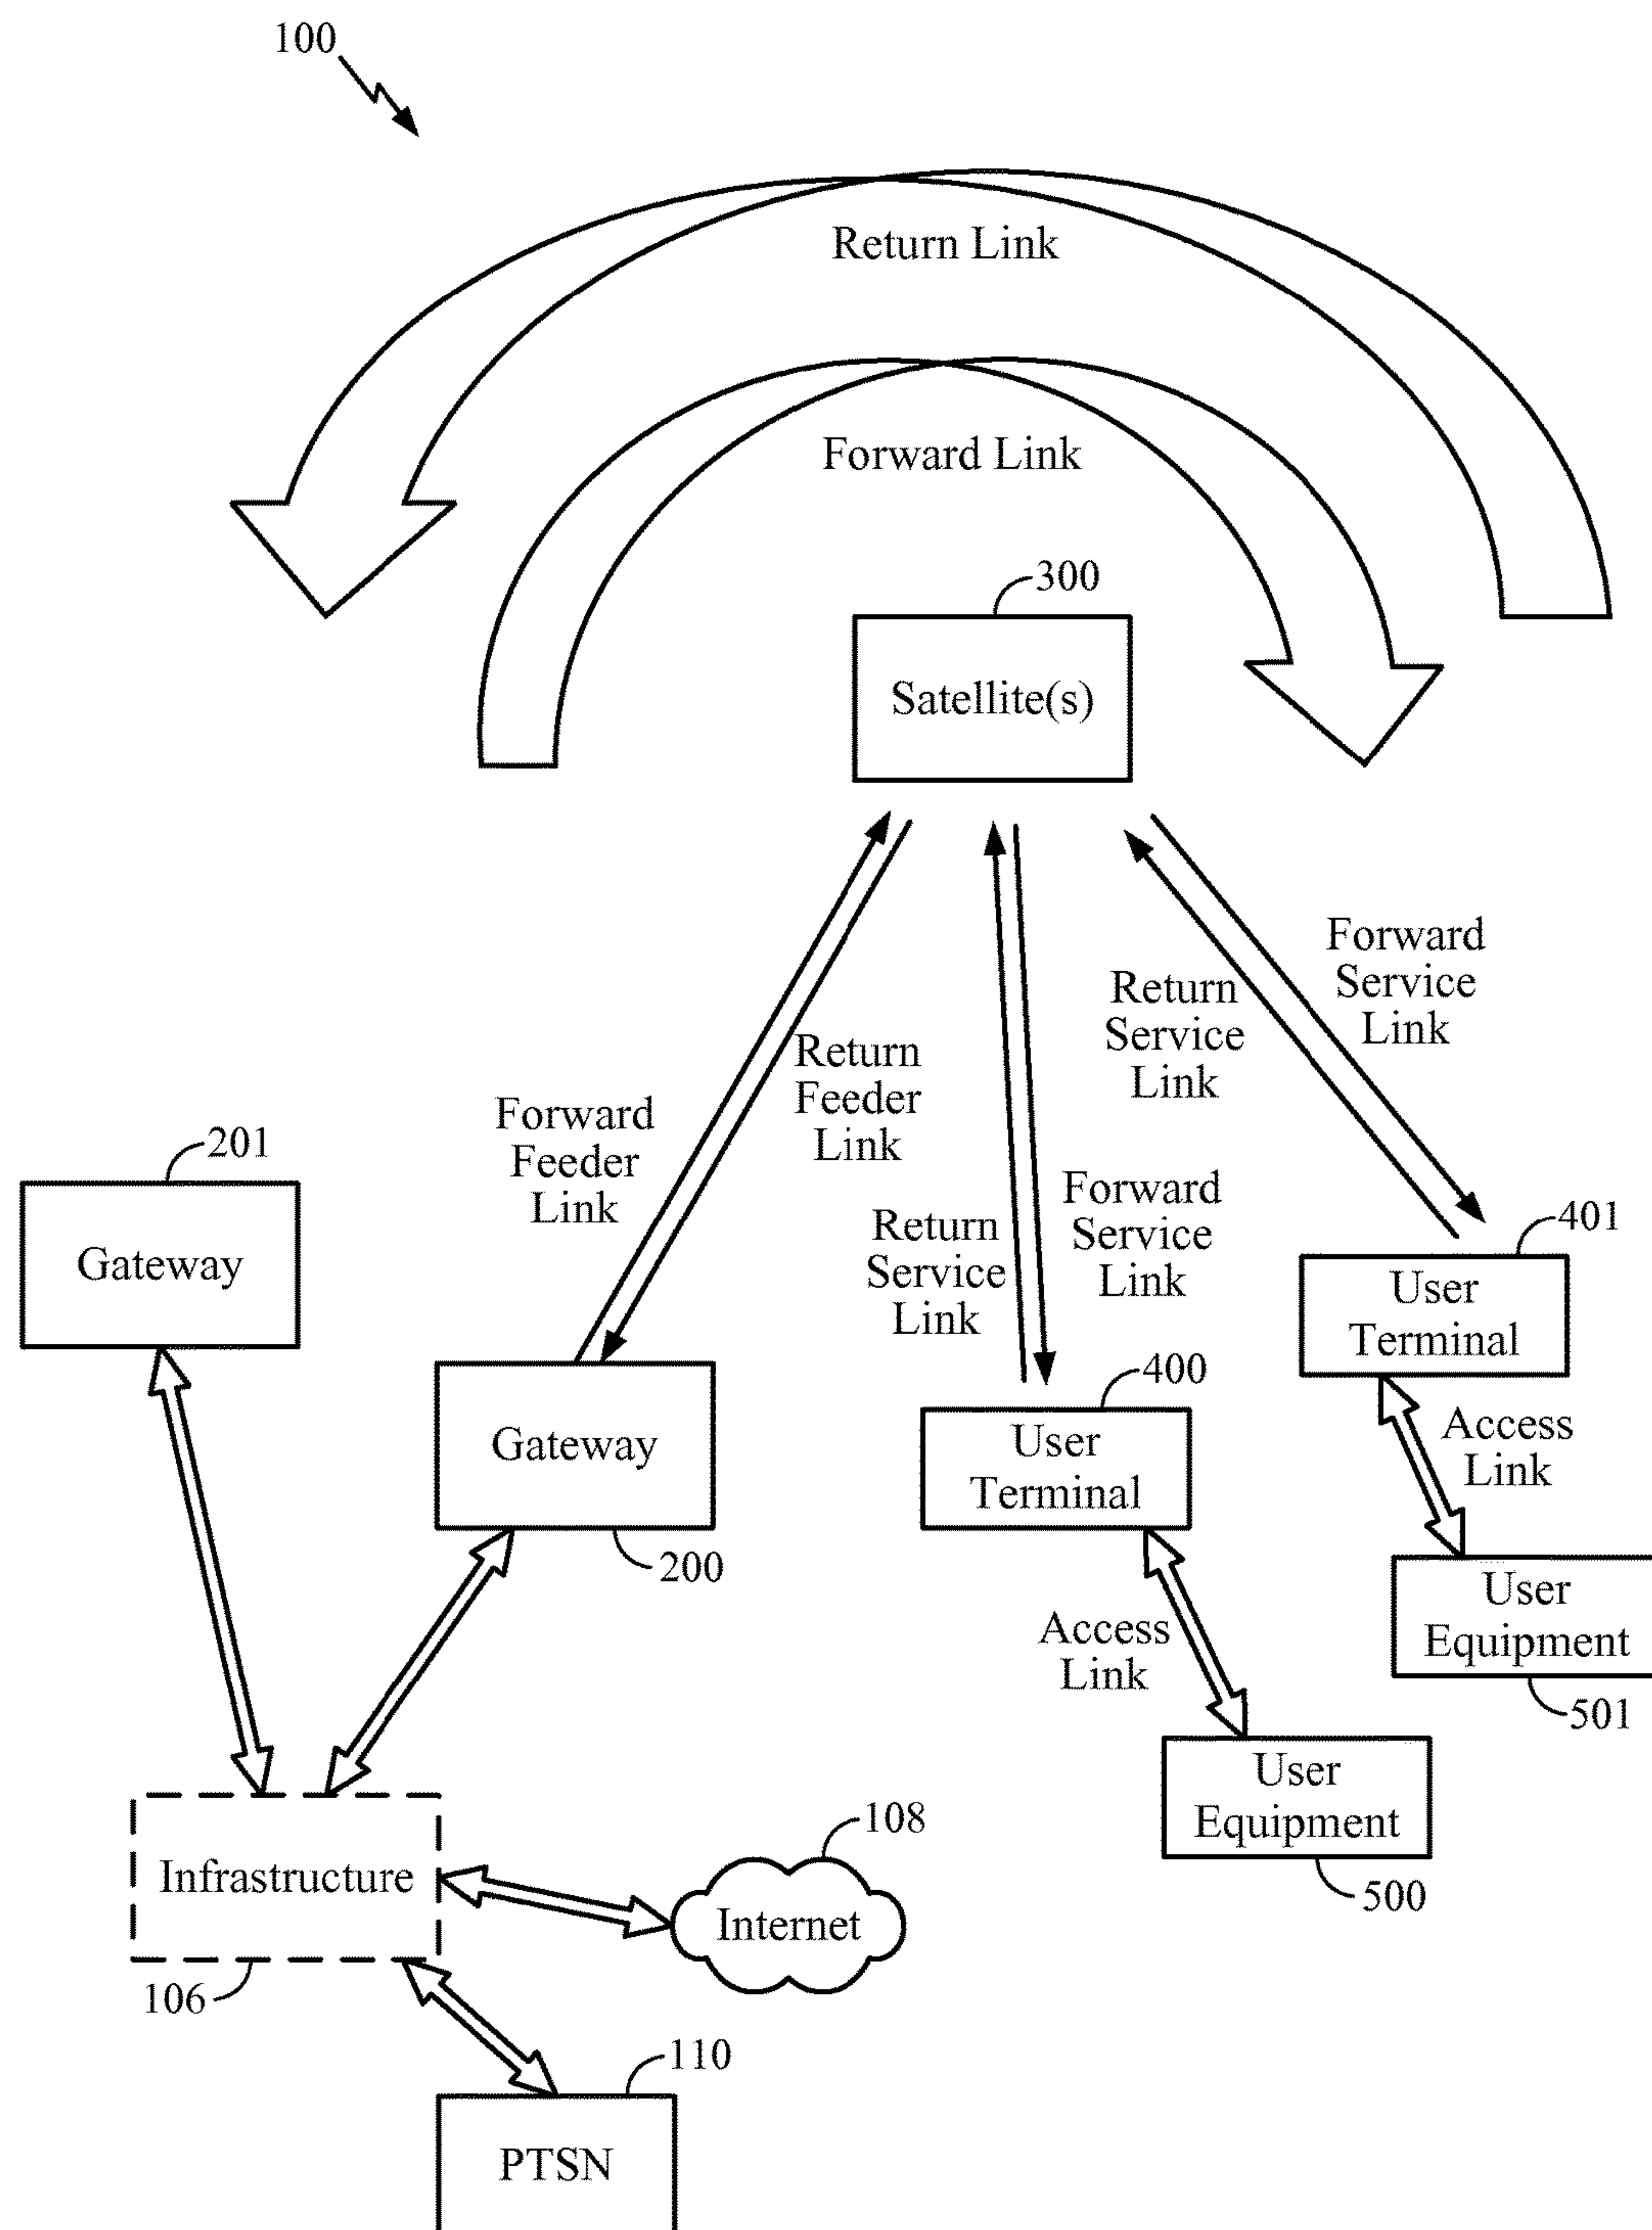 100
Return Link
Forward Link
300
Satellite(s)
Forward
Service
Link
Return
Service
Link
Return
Feeder
Link
Forward
Feeder
Link
201
Gateway
Forward
Service
Link
Return
Service
Link
401
User
Terminal
400
User
Terminal
Gateway
200
Access
Link
User
Equipment
501
Access
Link
User
Equipment
500
Infrastructure
106
108
Internet
110
PTSN